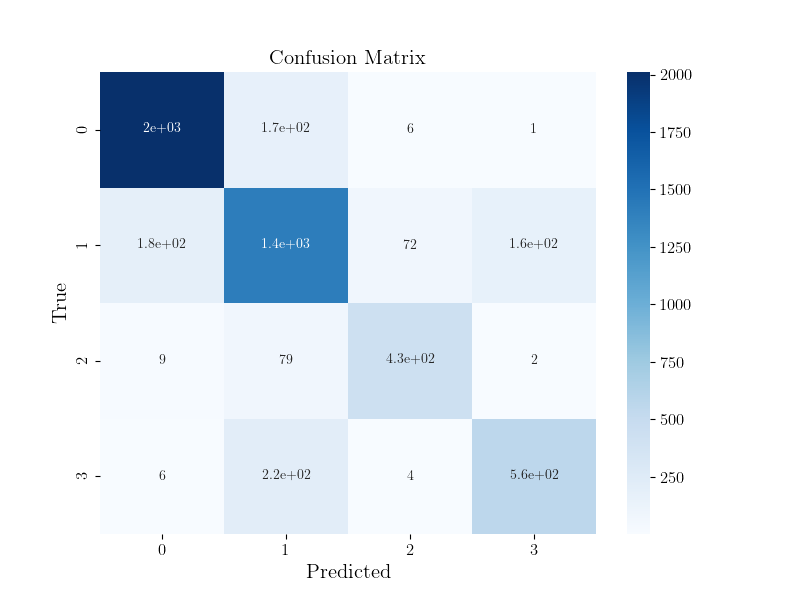 Confusion Matrix
0 2e+03 1.7e+02 6 1
1 1.8e+02 1.4e+03 72 1.6e+02
2 9 79 4.3e+02 2
3 6 2.2e+02 4 5.6e+02
0 1 2 3
True
Predicted
2000
1750
1500
1250
1000
750
500
250